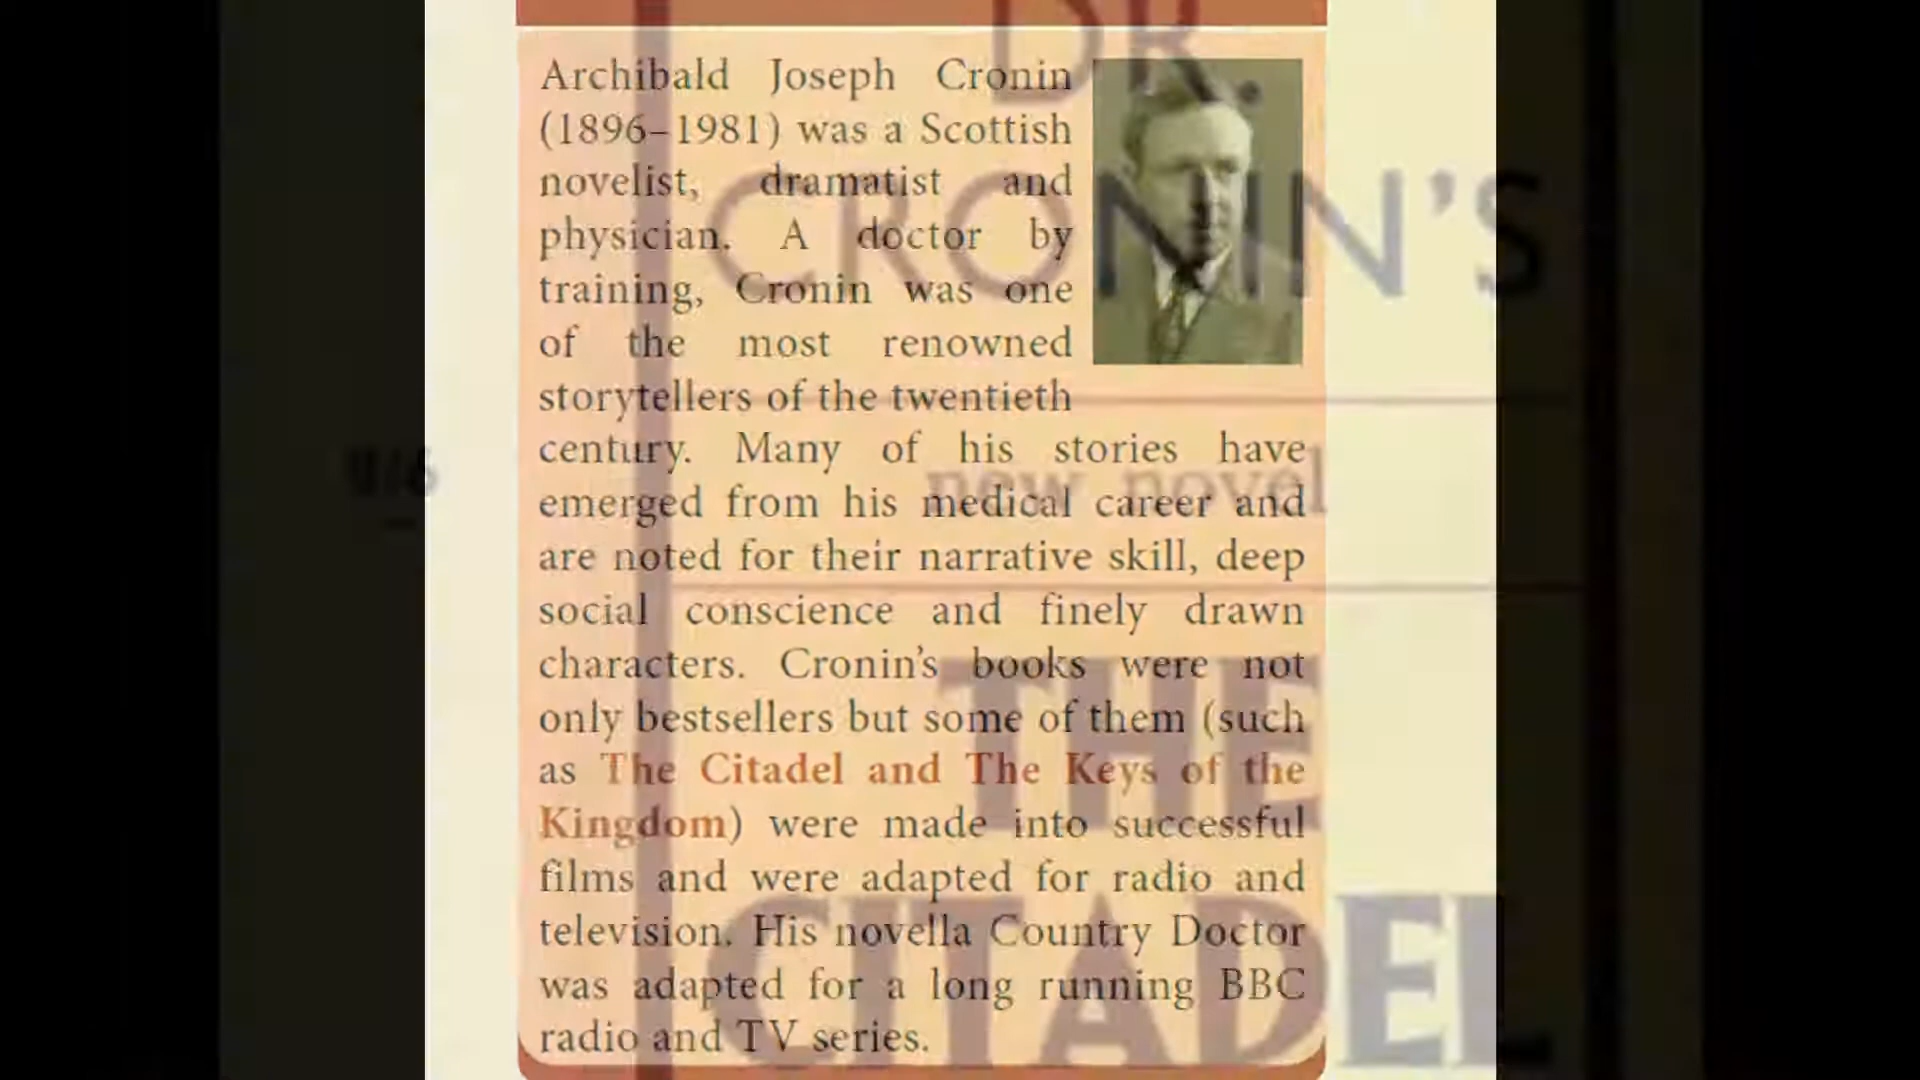 Archibald Joseph Cronin
(1896–1981) was a Scottish
novelist, dramatist and
physician. A doctor by
training, Cronin was one
of the most renowned
storytellers of the twentieth
century. Many of his stories have
emerged from his medical career and
are noted for their narrative skill, deep
social conscience and finely drawn
characters. Cronin's books were not
only bestsellers but some of them (such
as The Citadel and The Keys of the
Kingdom) were made into successful
films and were adapted for radio and
television. His novella Country Doctor
was adapted for a long running BBC
radio and TV series.
DR.
CRONIN'S
new novel
THE
CITADEL